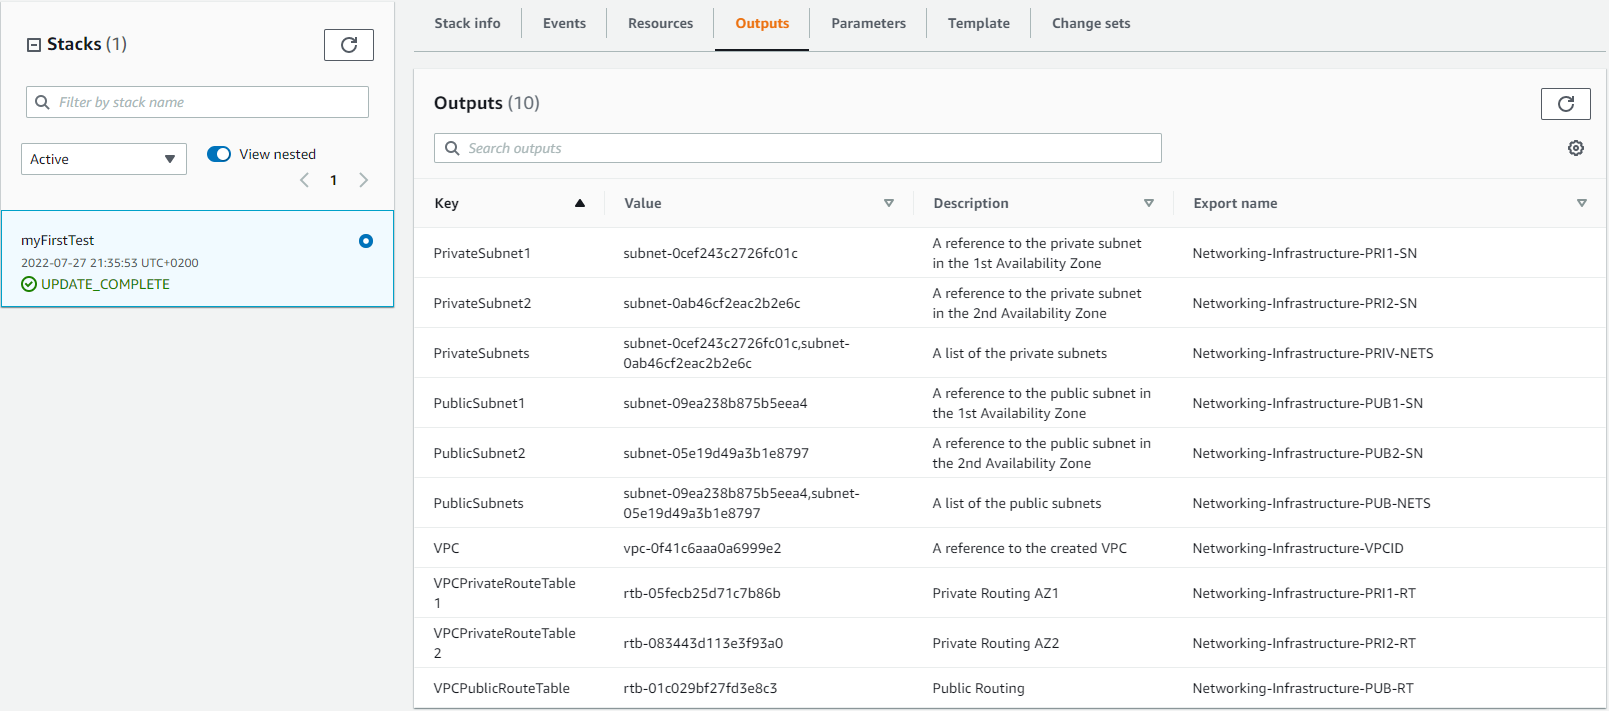 Stacks (1)
Filter by stack name
Active
View nested
1
myFirstTest
2022-07-27 21:35:53 UTC+0200
UPDATE_COMPLETE
Stack info Events Resources Outputs Parameters Template Change sets
Outputs (10)
Search outputs
Key Value Description Export name
PrivateSubnet1 subnet-0cef243c2726fc01c A reference to the private subnet
in the 1st Availability Zone Networking-Infrastructure-PRI1-SN
PrivateSubnet2 subnet-0ab46cf2eac2b2e6c A reference to the private subnet
in the 2nd Availability Zone Networking-Infrastructure-PRI2-SN
PrivateSubnets subnet-0cef243c2726fc01c,subnet-
0ab46cf2eac2b2e6c A list of the private subnets Networking-Infrastructure-PRIV-NETS
PublicSubnet1 subnet-09ea238b875b5eea4 A reference to the public subnet in
the 1st Availability Zone Networking-Infrastructure-PUB1-SN
PublicSubnet2 subnet-05e19d49a3b1e8797 A reference to the public subnet in
the 2nd Availability Zone Networking-Infrastructure-PUB2-SN
PublicSubnets subnet-09ea238b875b5eea4,subnet-
05e19d49a3b1e8797 A list of the public subnets Networking-Infrastructure-PUB-NETS
VPC vpc-0f41c6aaa0a6999e2 A reference to the created VPC Networking-Infrastructure-VPCID
VPCPrivateRouteTable
1 rtb-05fecb25d71c7b86b Private Routing AZ1 Networking-Infrastructure-PRI1-RT
VPCPrivateRouteTable
2 rtb-083443d113e3f93a0 Private Routing AZ2 Networking-Infrastructure-PRI2-RT
VPCPublicRouteTable rtb-01c029bf27fd3e8c3 Public Routing Networking-Infrastructure-PUB-RT